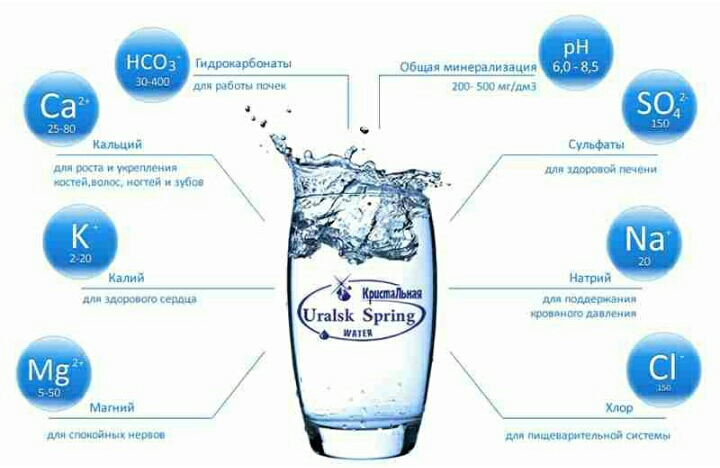 HCO₃⁻
30-400
Гидрокарбонаты
для работы почек
pH
6,0 - 8,5
Общая минерализация
200- 500 мг/дм3
Ca²⁺
25-80
Кальций
для роста и укрепления
костей,волос, ногтей и зубов
SO₄²⁻
150
Сульфаты
для здоровой печени
K⁺
2-20
Калий
для здорового сердца
Na⁺
20
Натрий
для поддержания
кровяного давления
Mg²⁺
5-50
Магний
для спокойных нервов
Cl⁻
150
Хлор
для пищеварительной системы
КристаЛьная
Uralsk Spring
WATER